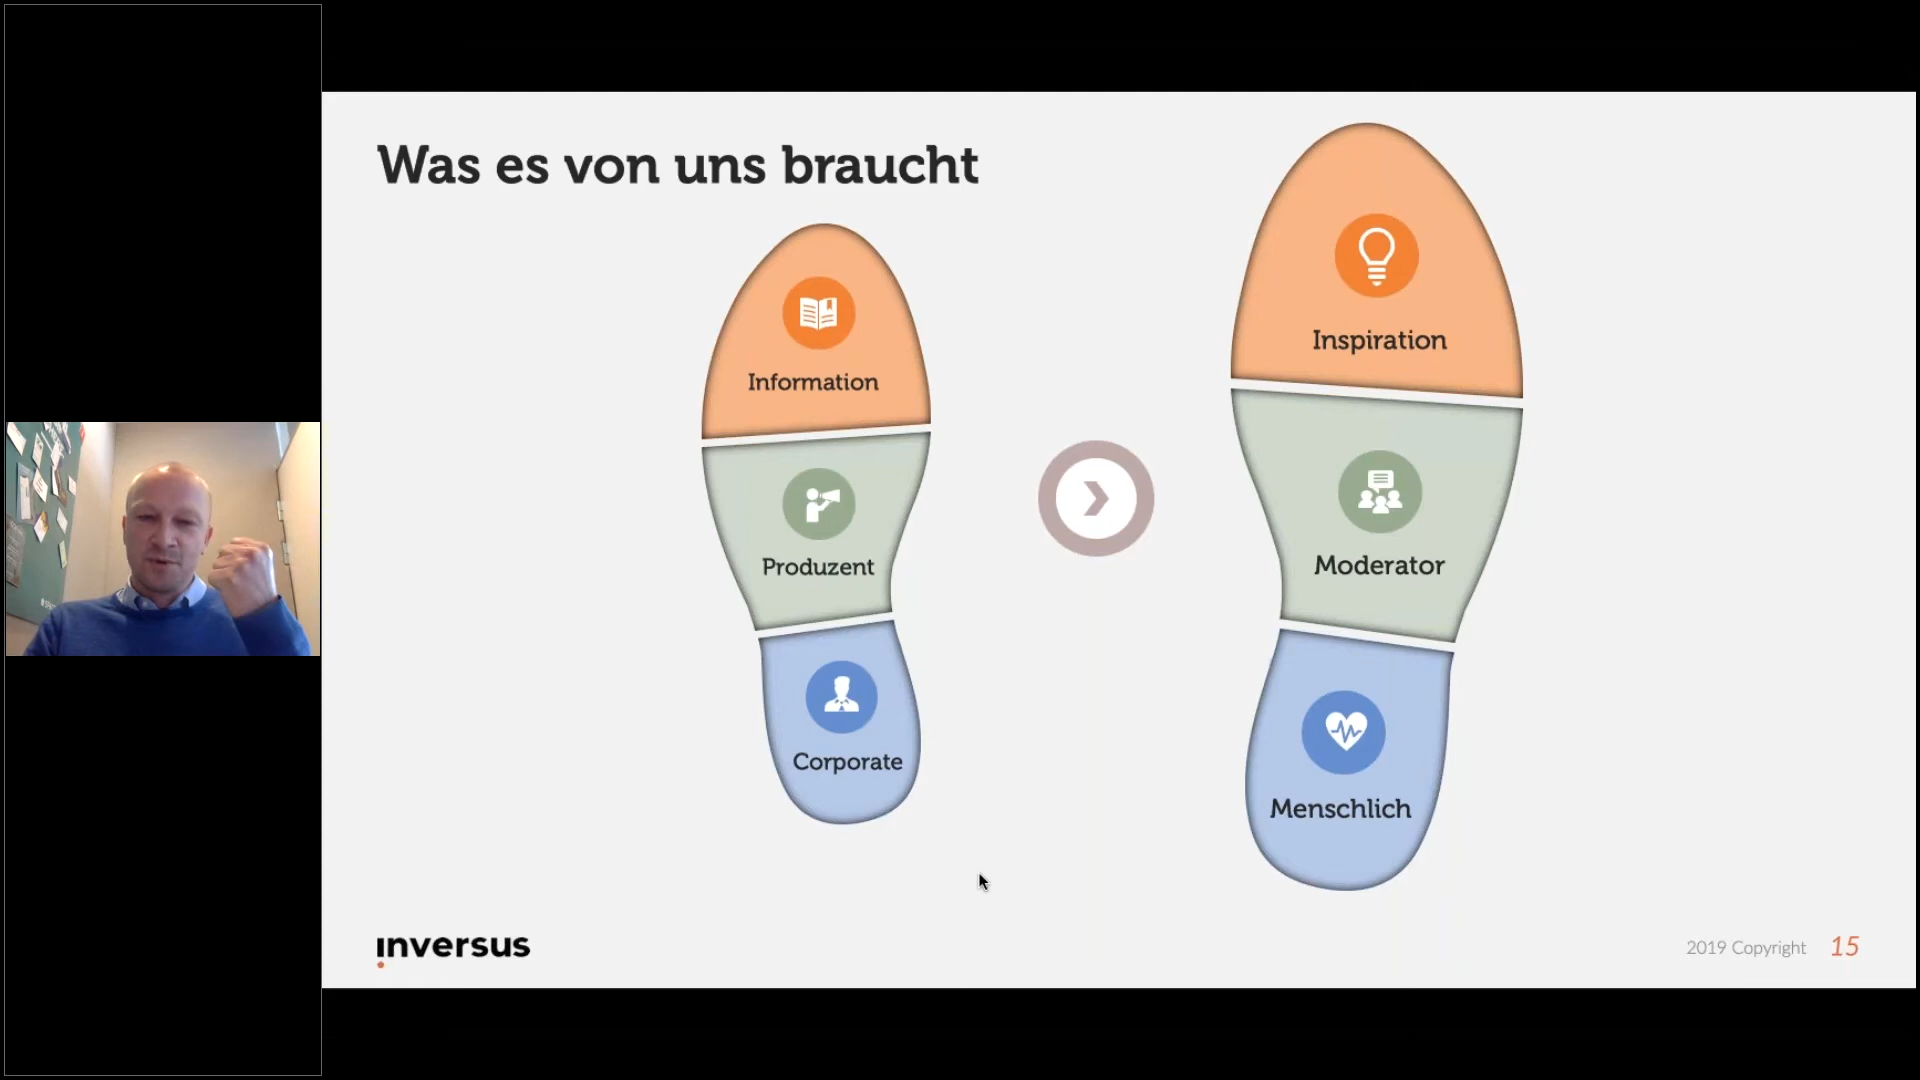 Was es von uns braucht
Information
Produzent
Corporate
Inspiration
Moderator
Menschlich
inversus
2019 Copyright 15